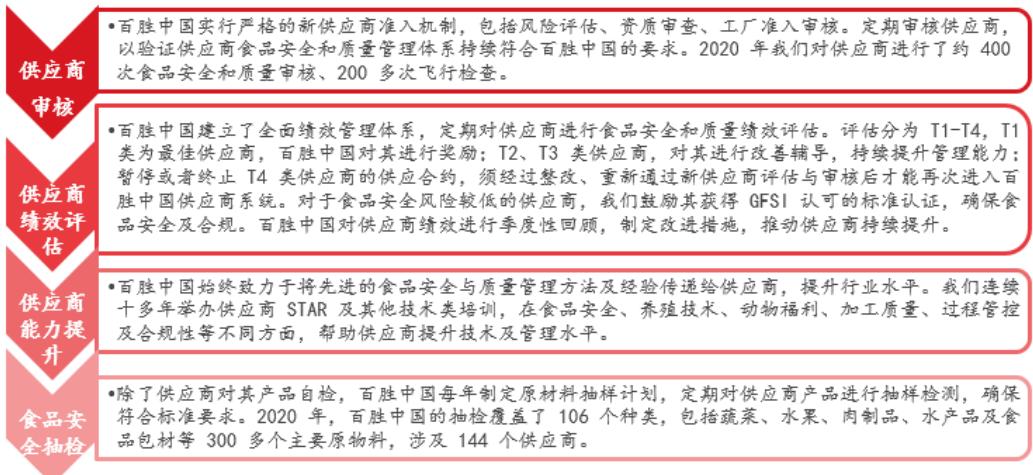 供应商
审核
•百胜中国实行严格的新供应商准入机制，包括风险评估、资质审查、工厂准入审核。定期审核供应商，
以验证供应商食品安全和质量管理体系持续符合百胜中国的要求。2020 年我们对供应商进行了约 400
次食品安全和质量审核、200 多次飞行检查。
供应商
绩效评
估
•百胜中国建立了全面绩效管理体系，定期对供应商进行食品安全和质量绩效评估。评估分为 T1-T4，T1
类为最佳供应商，百胜中国对其进行奖励；T2、T3 类供应商，对其进行改善辅导，持续提升管理能力；
暂停或者终止 T4 类供应商的供应合约，须经过整改、重新通过新供应商评估与审核后才能再次进入百
胜中国供应商系统。对于食品安全风险较低的供应商，我们鼓励其获得 GFSI 认可的标准认证，确保食
品安全及合规。百胜中国对供应商绩效进行季度性回顾，制定改进措施，推动供应商持续提升。
供应商
能力提
升
•百胜中国始终致力于将先进的食品安全与质量管理方法及经验传递给供应商，提升行业水平。我们连续
十多年举办供应商 STAR 及其他技术类培训，在食品安全、养殖技术、动物福利、加工质量、过程管控
及合规性等不同方面，帮助供应商提升技术及管理水平。
食品安
全抽检
•除了供应商对其产品自检，百胜中国每年制定原材料抽样计划，定期对供应商产品进行抽样检测，确保
符合标准要求。2020 年，百胜中国的抽检覆盖了 106 个种类，包括蔬菜、水果、肉制品、水产品及食
品包材等 300 多个主要原物料，涉及 144 个供应商。